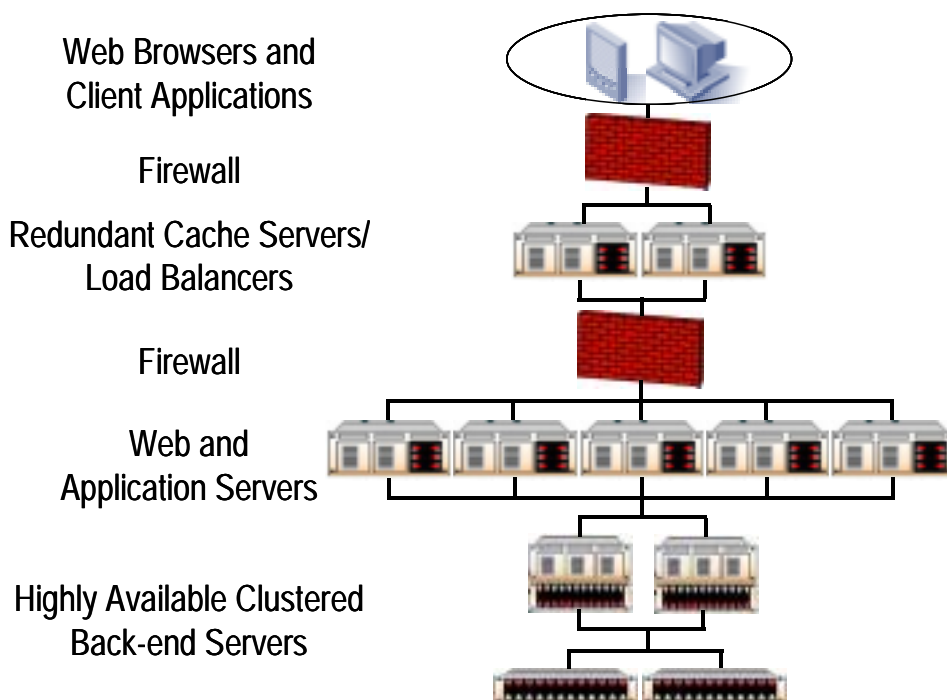 Web Browsers and
Client Applications
Firewall
Redundant Cache Servers/
Load Balancers
Firewall
Web and
Application Servers
Highly Available Clustered
Back-end Servers